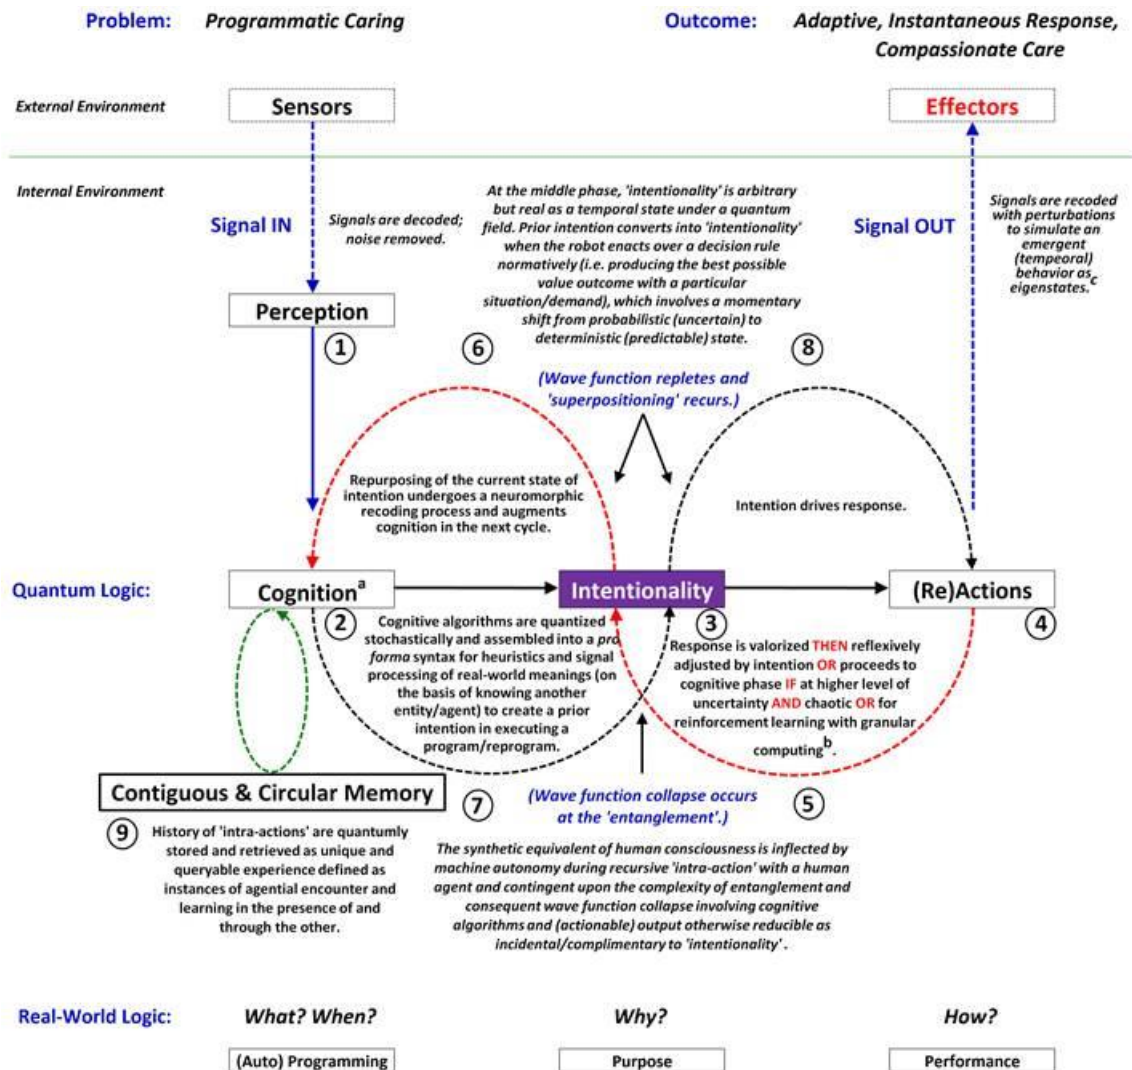 Problem: Programmatic Caring
Outcome: Adaptive, Instantaneous Response,
Compassionate Care
External Environment
Sensors
Effectors
Internal Environment
Signal IN
Signals are decoded;
noise removed.
At the middle phase, 'intentionality' is arbitrary
but real as a temporal state under a quantum
field. Prior intention converts into 'intentionality'
when the robot enacts over a decision rule
normatively (i.e. producing the best possible
value outcome with a particular
situation/demand), which involves a momentary
shift from probabilistic (uncertain) to
deterministic (predictable) state.
Signal OUT
Signals are recoded
with perturbations
to simulate an
emergent
(tempeoral)
behavior as
eigenstates.c
Perception
1
6
8
(Wave function repletes and
'superpositioning' recurs.)
Repurposing of the current state of
intention undergoes a neuromorphic
recoding process and augments
cognition in the next cycle.
Intention drives response.
Quantum Logic:
Cognitiona
Intentionality
(Re)Actions
2
3
4
Cognitive algorithms are quantized
stochastically and assembled into a pro
forma syntax for heuristics and signal
processing of real-world meanings (on
the basis of knowing another
entity/agent) to create a prior
intention in executing a
program/reprogram.
Response is valorized THEN reflexively
adjusted by intention OR proceeds to
cognitive phase IF at higher level of
uncertainty AND chaotic OR for
reinforcement learning with granular
computingb.
Contiguous & Circular Memory
7
(Wave function collapse occurs
at the 'entanglement'.)
5
9
History of 'intra-actions' are quantumly
stored and retrieved as unique and
queryable experience defined as
instances of agential encounter and
learning in the presence of and
through the other.
The synthetic equivalent of human consciousness is inflected by
machine autonomy during recursive 'intra-action' with a human
agent and contingent upon the complexity of entanglement and
consequent wave function collapse involving cognitive
algorithms and (actionable) output otherwise reducible as
incidental/complimentary to 'intentionality' .
Real-World Logic:
What? When?
Why?
How?
(Auto) Programming
Purpose
Performance